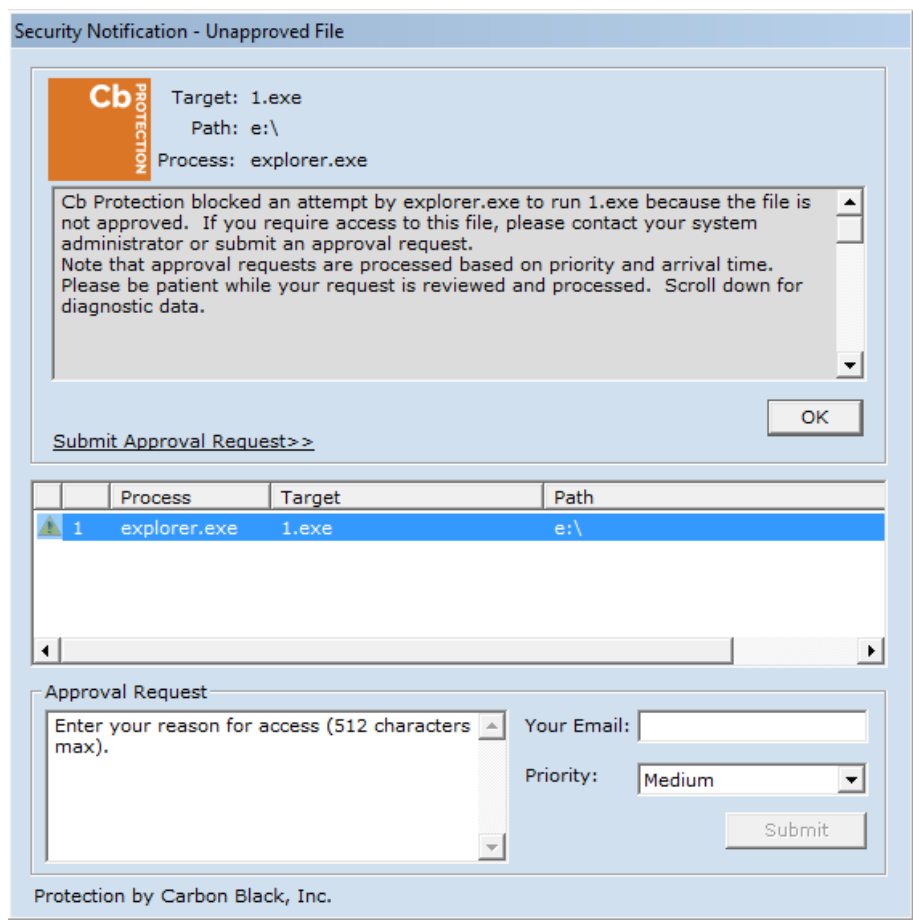 Security Notification - Unapproved File
Cb PROTECTION
Target: 1.exe
Path: e:\
Process: explorer.exe
Cb Protection blocked an attempt by explorer.exe to run 1.exe because the file is
not approved.  If you require access to this file, please contact your system
administrator or submit an approval request.
Note that approval requests are processed based on priority and arrival time.
Please be patient while your request is reviewed and processed.  Scroll down for
diagnostic data.
OK
Submit Approval Request>>
Process Target Path
1 explorer.exe 1.exe e:\
Approval Request
Enter your reason for access (512 characters
max).
Your Email:
Priority: Medium
Submit
Protection by Carbon Black, Inc.